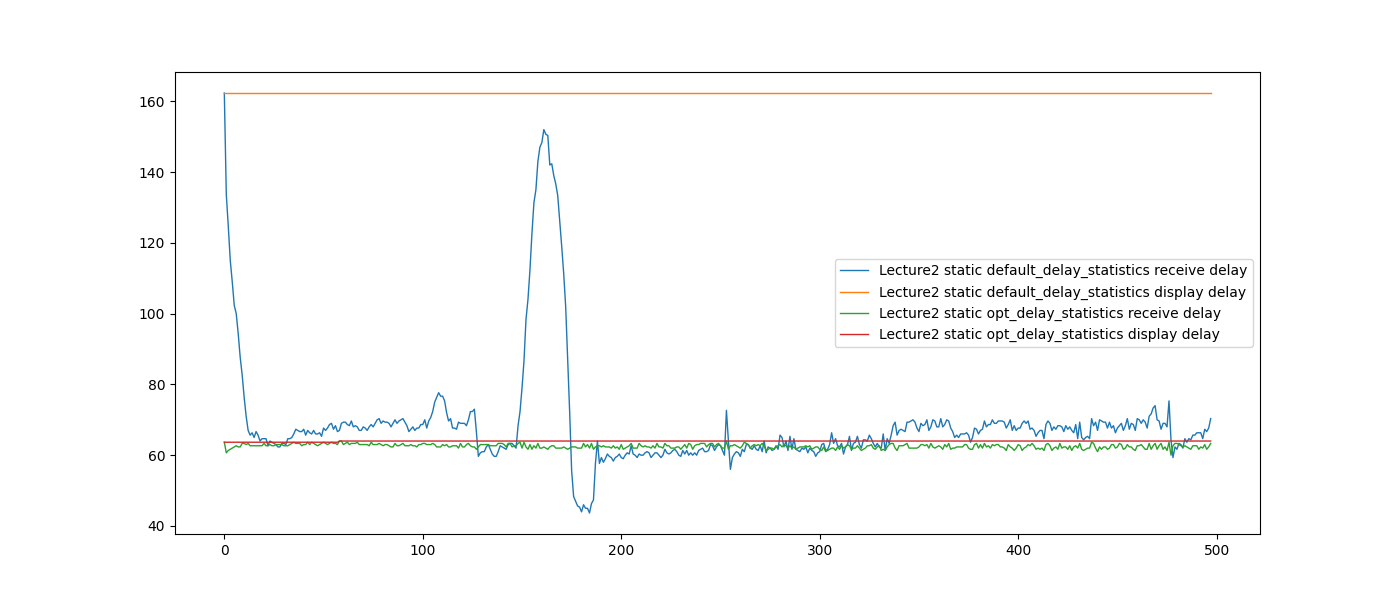 160
140
120
100
80
60
40
0 100 200 300 400 500
Lecture2 static default_delay_statistics receive delay
Lecture2 static default_delay_statistics display delay
Lecture2 static opt_delay_statistics receive delay
Lecture2 static opt_delay_statistics display delay